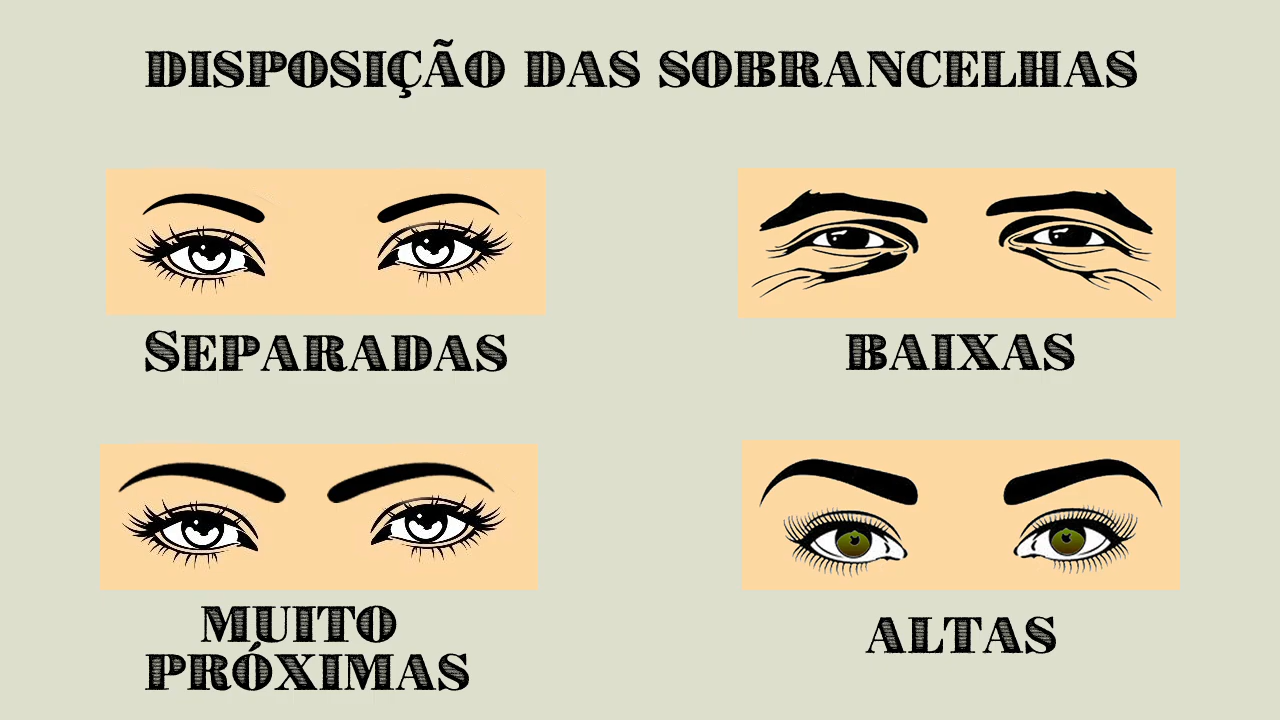 DISPOSIÇÃO DAS SOBRANCELHAS
SEPARADAS
BAIXAS
MUITO
PRÓXIMAS
ALTAS